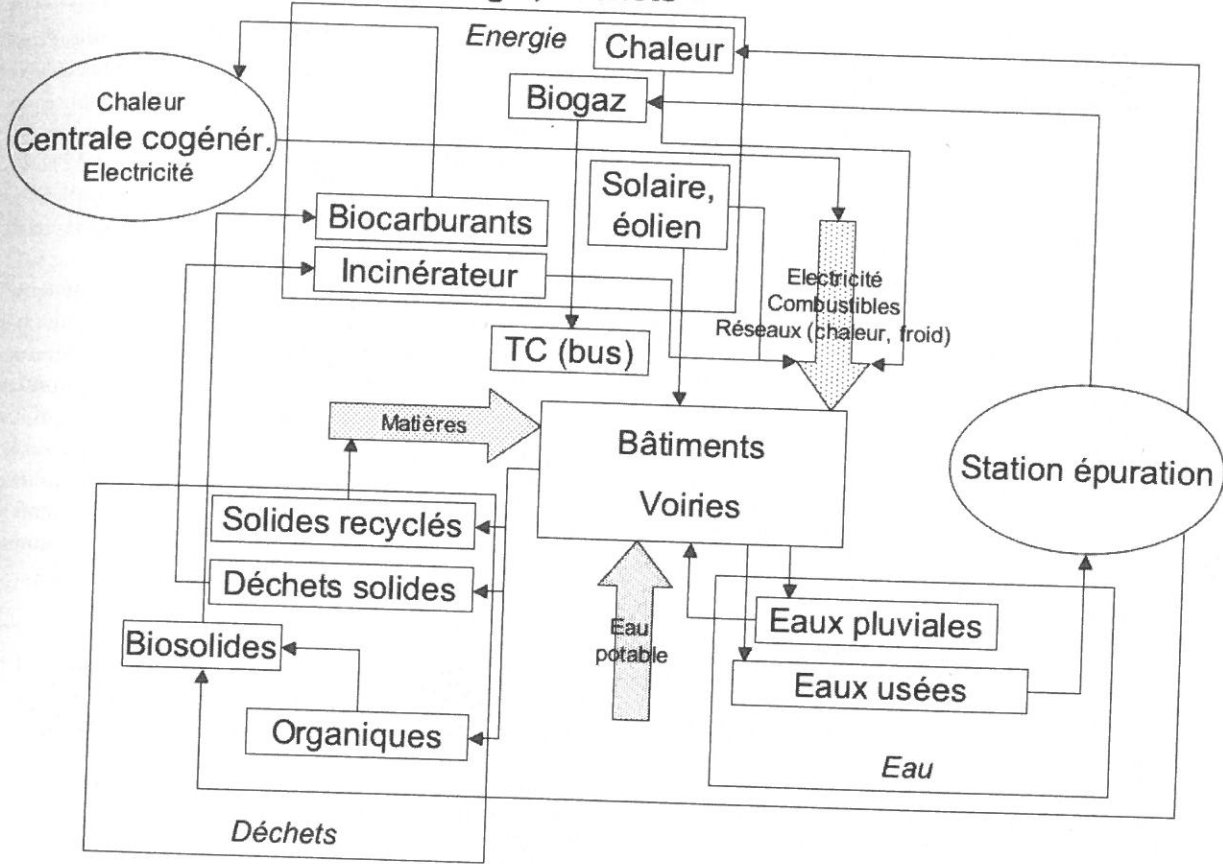 Energie
Chaleur
Biogaz
Chaleur
Centrale cogénér.
Electricité
Solaire,
éolien
Biocarburants
Incinérateur
Electricité
Combustibles
Réseaux (chaleur, froid)
TC (bus)
Matières
Bâtiments
Voiries
Station épuration
Solides recyclés
Déchets solides
Biosolides
Organiques
Déchets
Eau
potable
Eaux pluviales
Eaux usées
Eau